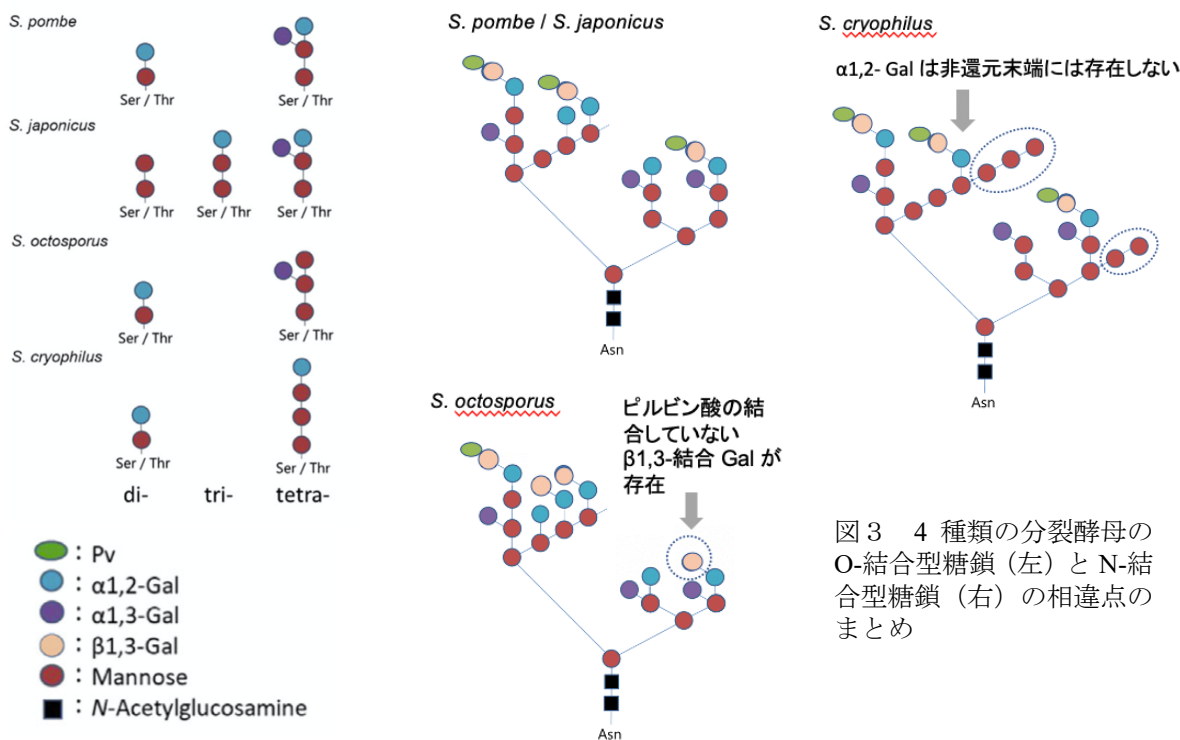 S. pombe
Ser / Thr
Ser / Thr
S. japonicus
Ser / Thr
Ser / Thr
Ser / Thr
S. octosporus
Ser / Thr
Ser / Thr
S. cryophilus
Ser / Thr
Ser / Thr
di-
tri-
tetra-
：Pv
：α1,2-Gal
：α1,3-Gal
：β1,3-Gal
：Mannose
：N-Acetylglucosamine
S. pombe / S. japonicus
Asn
S. cryophilus
α1,2- Gal は非還元末端には存在しない
Asn
S. octosporus
ピルビン酸の結
合していない
β1,3-結合 Gal が
存在
Asn
図３　4 種類の分裂酵母の
O-結合型糖鎖（左）と N-結
合型糖鎖（右）の相違点の
まとめ